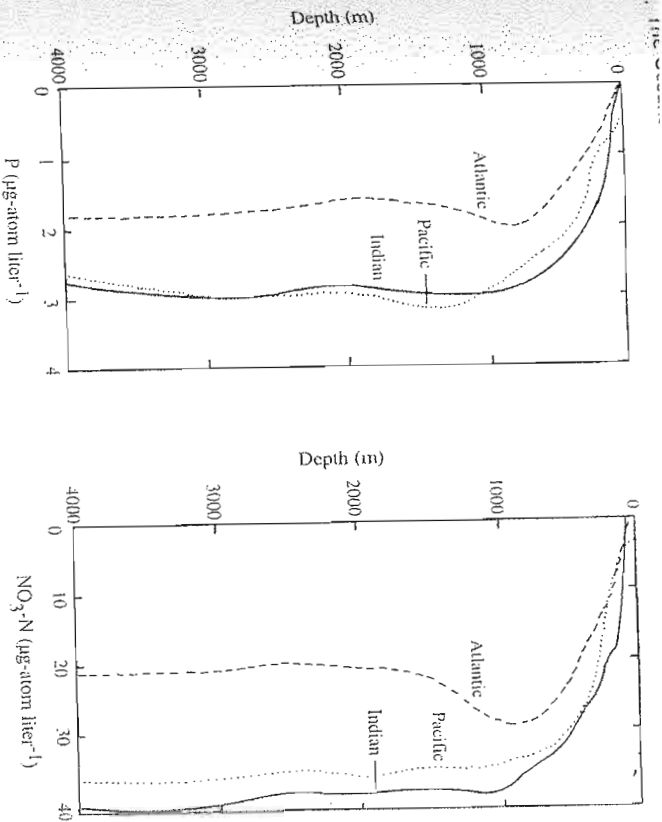 Depth (m)
4000
3000
2000
1000
0
0
1
2
3
4
P (μg-atom liter⁻¹)
Atlantic
Pacific
Indian
Depth (m)
4000
3000
2000
1000
0
0
10
20
30
40
NO₃-N (μg-atom liter⁻¹)
Atlantic
Pacific
Indian